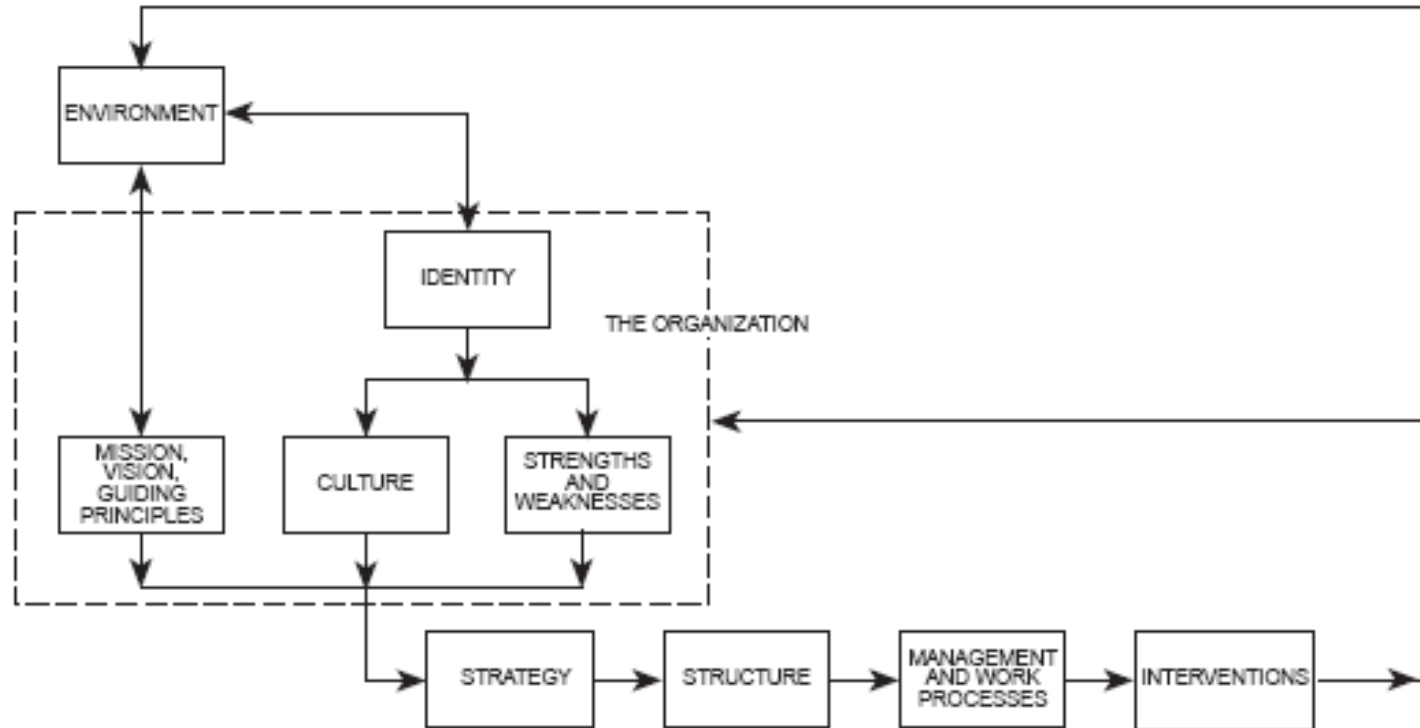 ENVIRONMENT
IDENTITY
THE ORGANIZATION
MISSION,
VISION,
GUIDING
PRINCIPLES
CULTURE
STRENGTHS
AND
WEAKNESSES
STRATEGY
STRUCTURE
MANAGEMENT
AND WORK
PROCESSES
INTERVENTIONS